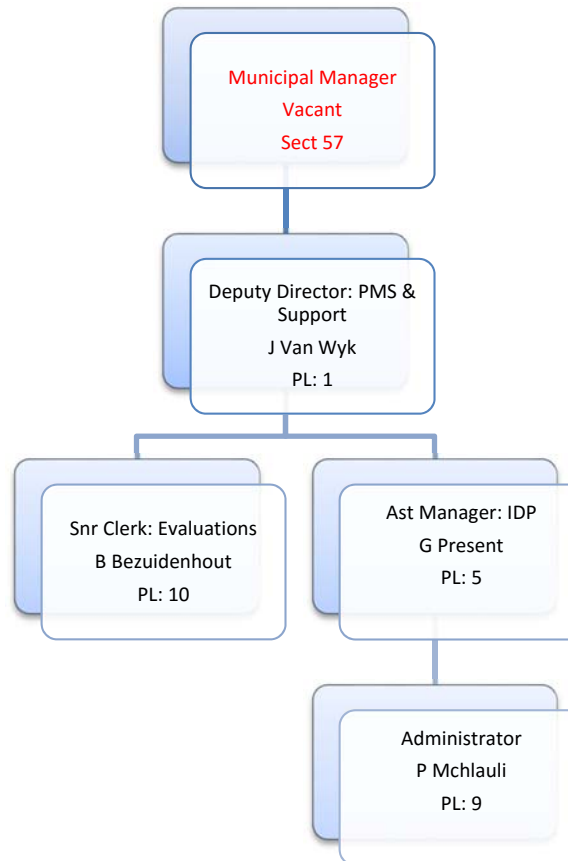 Municipal Manager
Vacant
Sect 57
Deputy Director: PMS &
Support
J Van Wyk
PL: 1
Snr Clerk: Evaluations
B Bezuidenhout
PL: 10
Ast Manager: IDP
G Present
PL: 5
Administrator
P Mchlauli
PL: 9